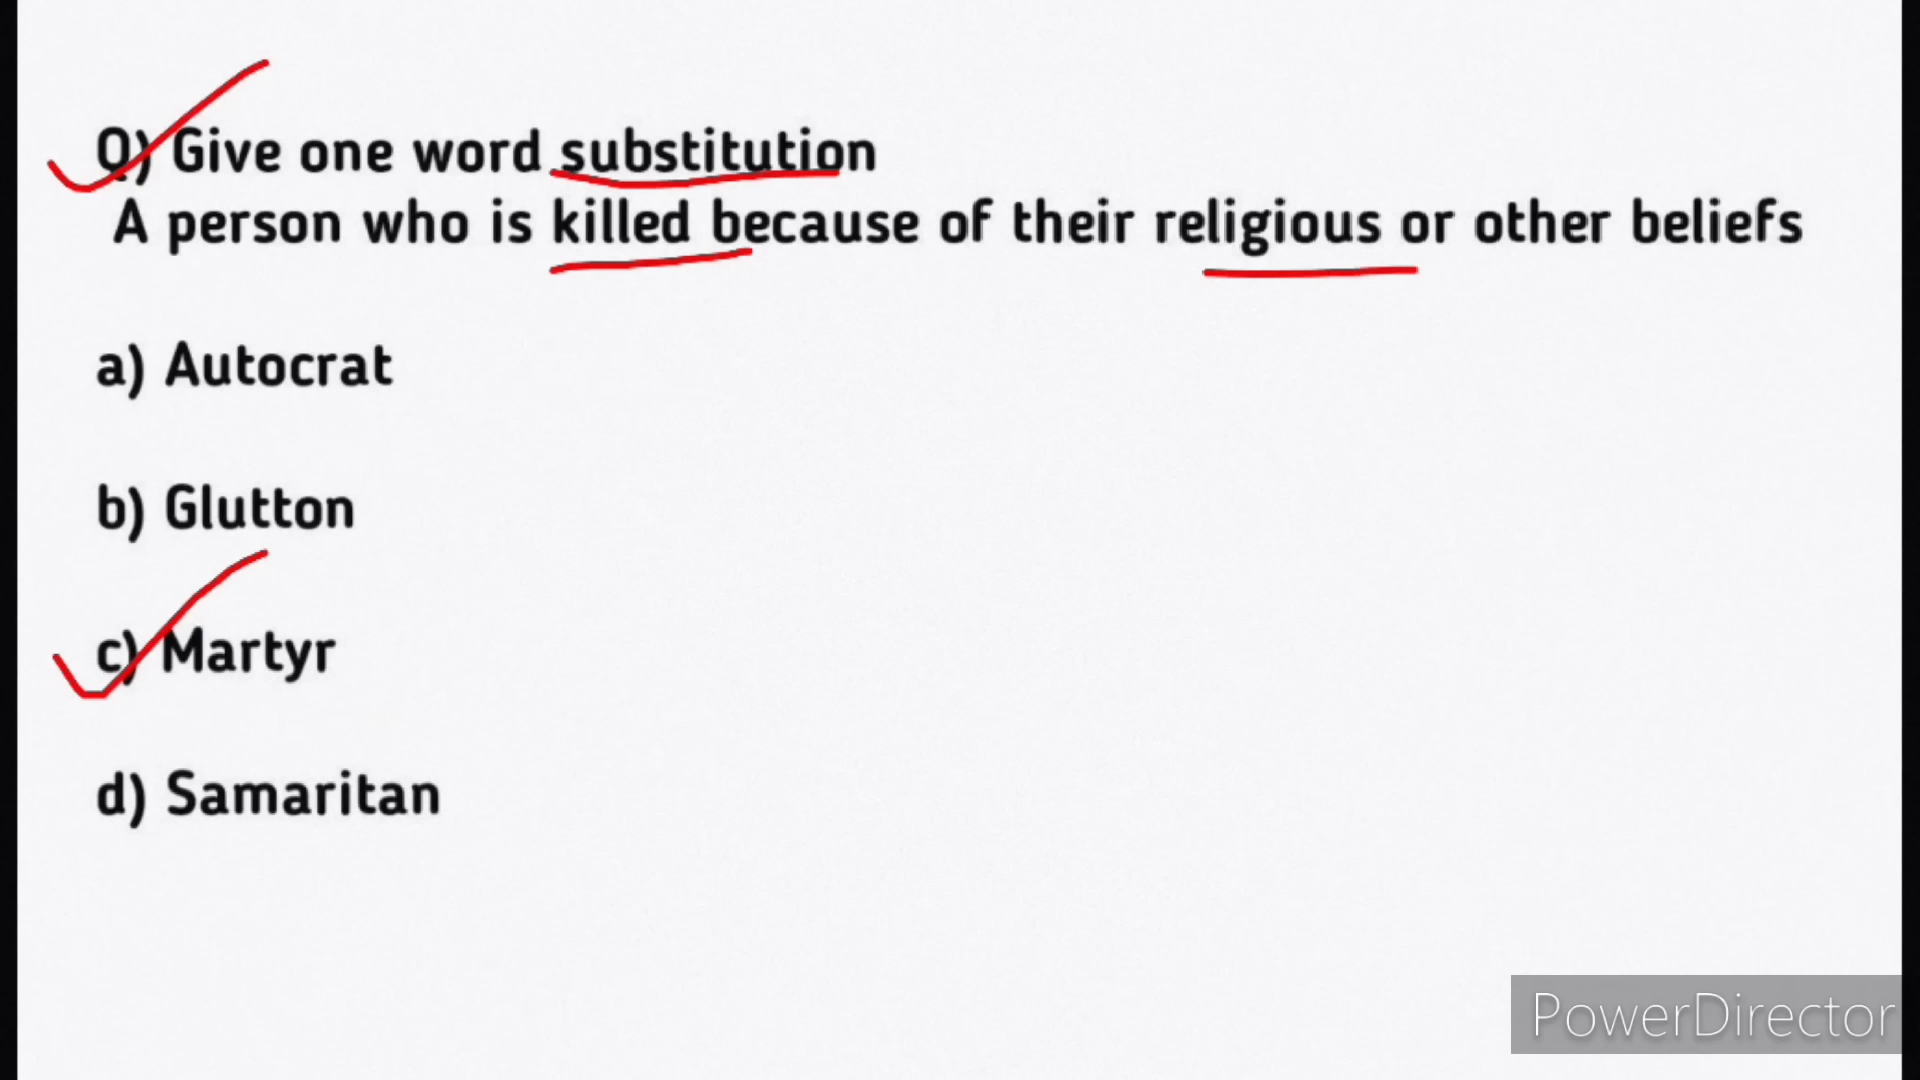 Q) Give one word substitution
A person who is killed because of their religious or other beliefs
a) Autocrat
b) Glutton
c) Martyr
d) Samaritan
PowerDirector